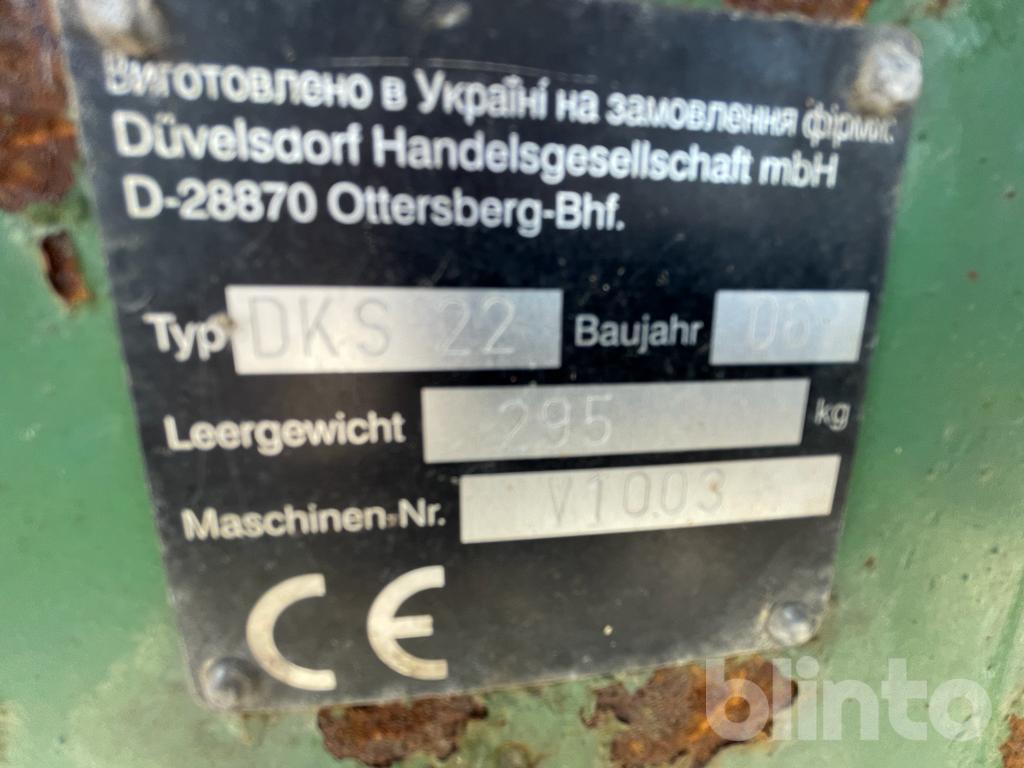 Виготовлено в Україні на замовлення фірми:
Düvelsdorf Handelsgesellschaft mbH
D-28870 Ottersberg-Bhf.
Typ DKS 22 Baujahr 06
Leergewicht 295 kg
Maschinen-Nr. V1003
CE
blinto